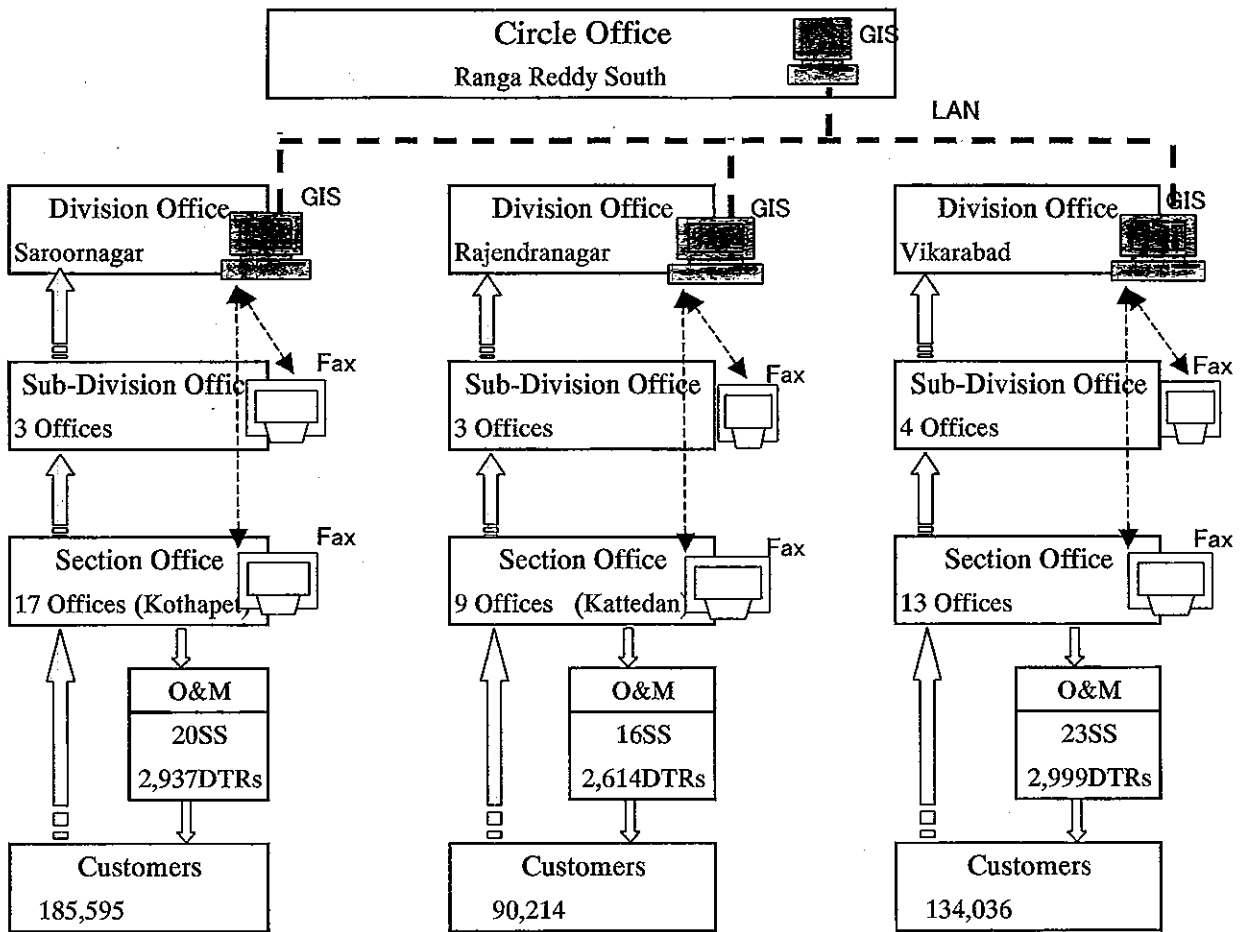 Circle Office
GIS
Ranga Reddy South
LAN
Division Office
GIS
Saroornagar
Division Office
GIS
Rajendranagar
Division Office
GIS
Vikarabad
Sub-Division Offic
Fax
3 Offices
Sub-Division Office
Fax
3 Offices
Sub-Division Office
Fax
4 Offices
Section Office
Fax
17 Offices (Kothapet)
Section Office
Fax
9 Offices (Kattedan)
Section Office
Fax
13 Offices
O&M
20SS
2,937DTRs
O&M
16SS
2,614DTRs
O&M
23SS
2,999DTRs
Customers
185,595
Customers
90,214
Customers
134,036